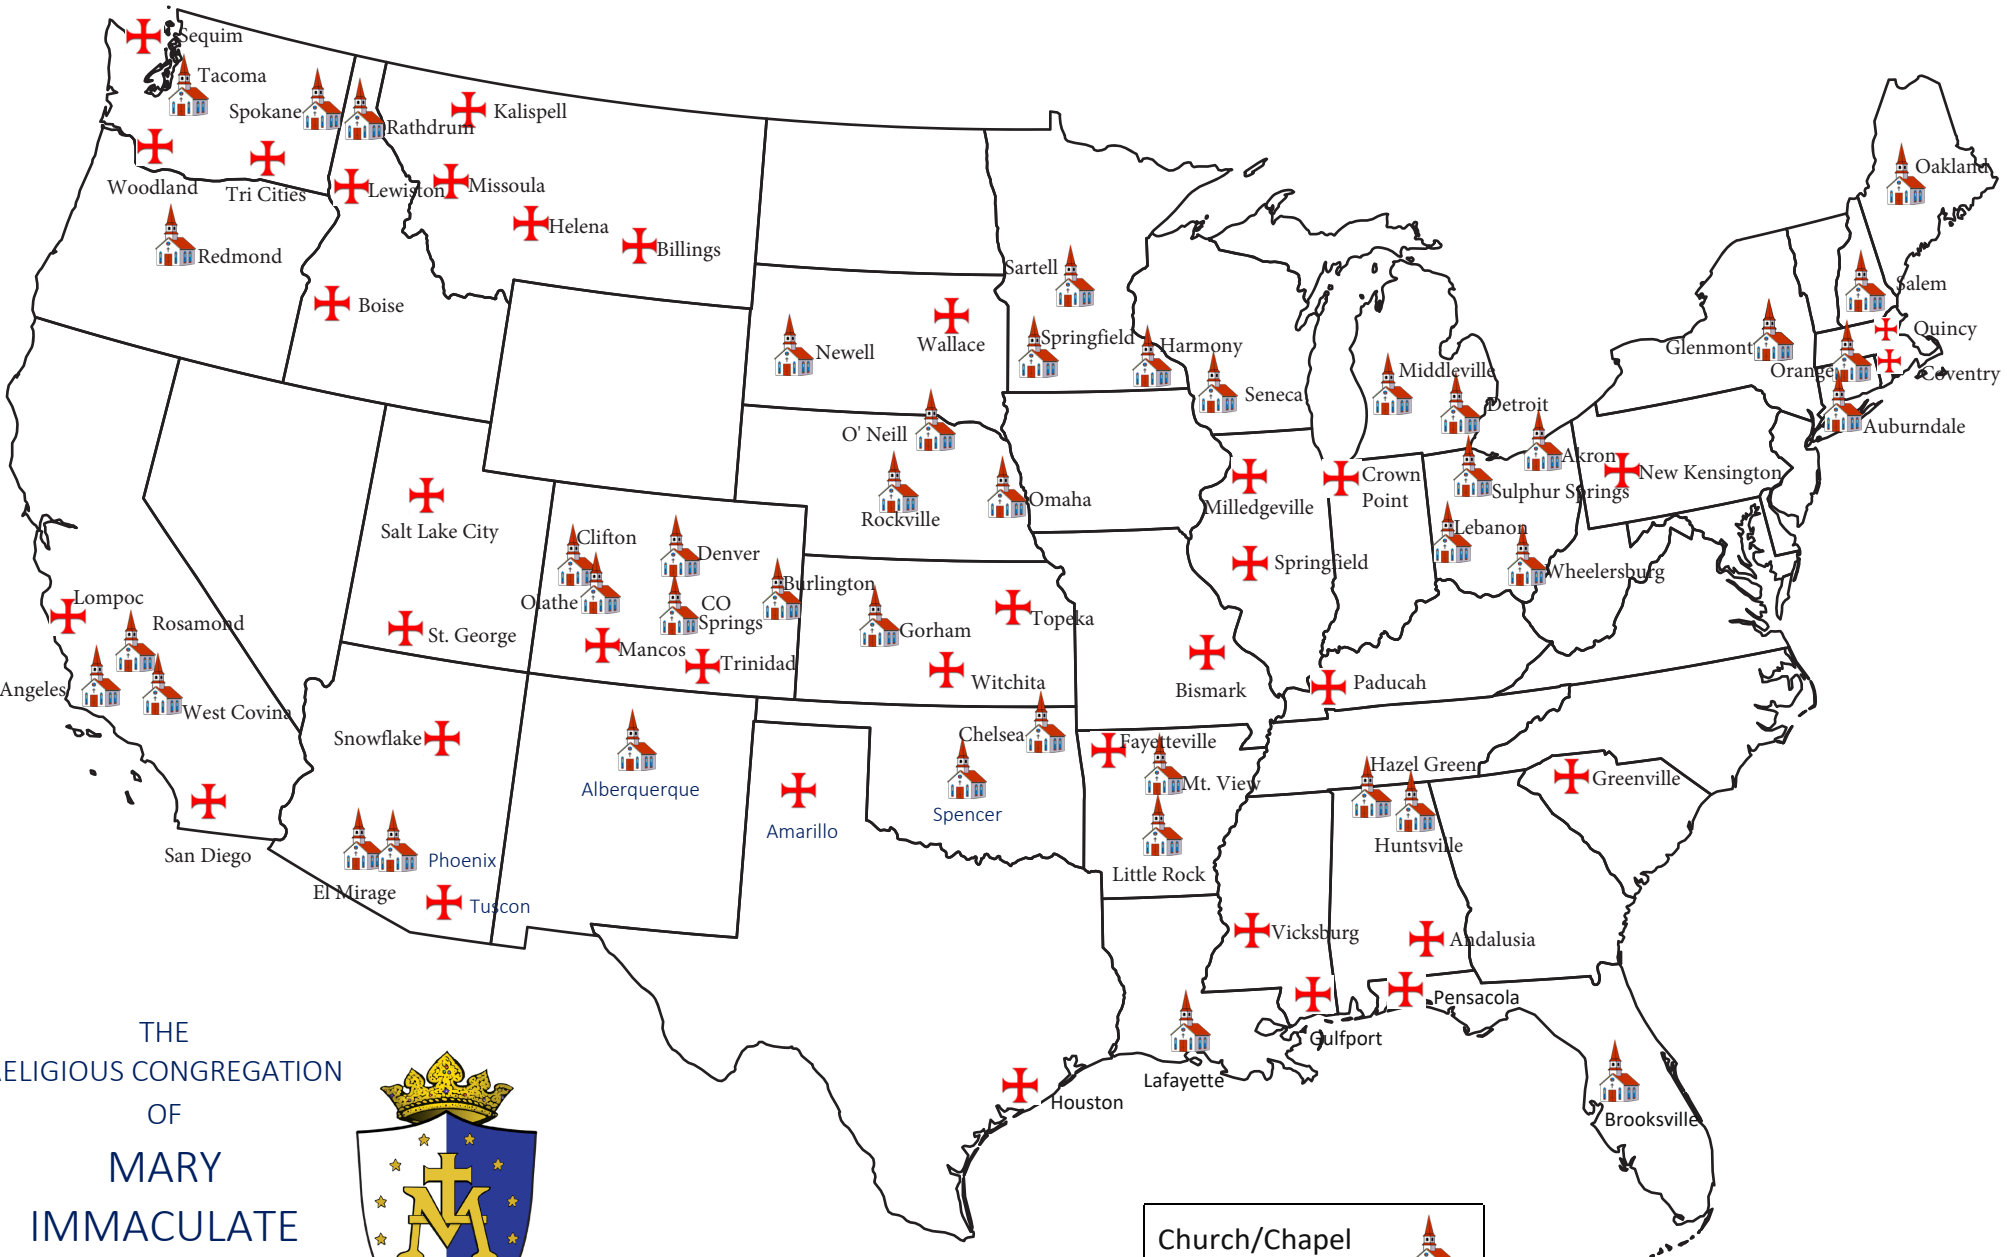 Sequim
Tacoma
Spokane
Rathdrum
Kalispell
Woodland
Tri Cities
Lewiston
Missoula
Helena
Billings
Redmond
Boise
Oakland
Sartell
Salem
Newell
Wallace
Springfield
Harmony
Seneca
Middleville
Detroit
Glenmont
Quincy
Orange
Coventry
Auburndale
O' Neill
Rockville
Omaha
Milledgeville
Crown
Point
Akron
Sulphur Springs
New Kensington
Salt Lake City
Clifton
Denver
Lebanon
Springfield
Wheelersburg
Olathe
CO
Springs
Burlington
Gorham
Topeka
Lompoc
Rosamond
St. George
Mancos
Trinidad
Witchita
Bismark
Paducah
Angeles
West Covina
Snowflake
Alberquerque
Chelsea
Spencer
Fayetteville
Mt. View
Hazel Green
Greenville
Amarillo
Huntsville
San Diego
Phoenix
El Mirage
Tuscon
Little Rock
Vicksburg
Andalusia
Pensacola
Gulfport
Houston
Lafayette
Brooksville
THE
RELIGIOUS CONGREGATION
OF
MARY
IMMACULATE
M
Church/Chapel